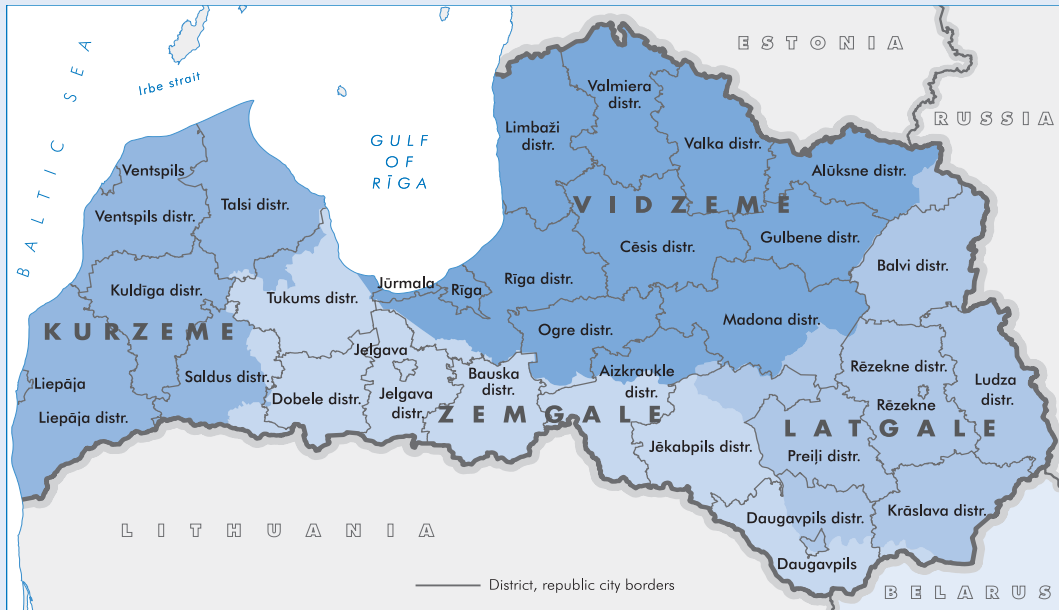 ESTONIA
RUSSIA
BALTIC SEA
Irbe strait
GULF
OF
RĪGA
Valmiera
distr.
Limbaži
distr.
Valka distr.
Alūksne distr.
Ventspils
Ventspils distr.
Talsi distr.
VIDZEME
Cēsis distr.
Gulbene distr.
Balvi distr.
Kuldīga distr.
Tukums distr.
Jūrmala
Rīga
Rīga distr.
KURZEME
Ogre distr.
Madona distr.
Jelgava
Liepāja
Saldus distr.
Bauska
distr.
Aizkraukle
distr.
Rēzekne distr.
Ludza
distr.
Liepāja distr.
Dobele distr.
Jelgava
distr.
ZEMGALE
Rēzekne
LATGALE
Jēkabpils distr.
Preiļi distr.
LITHUANIA
Daugavpils distr.
Krāslava distr.
Daugavpils
District, republic city borders
BELARUS